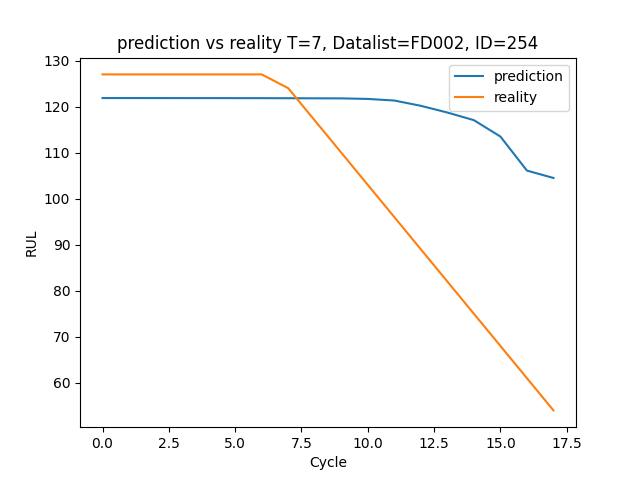 prediction vs reality T=7, Datalist=FD002, ID=254
prediction
reality
RUL
130
120
110
100
90
80
70
60
0.0 2.5 5.0 7.5 10.0 12.5 15.0 17.5
Cycle